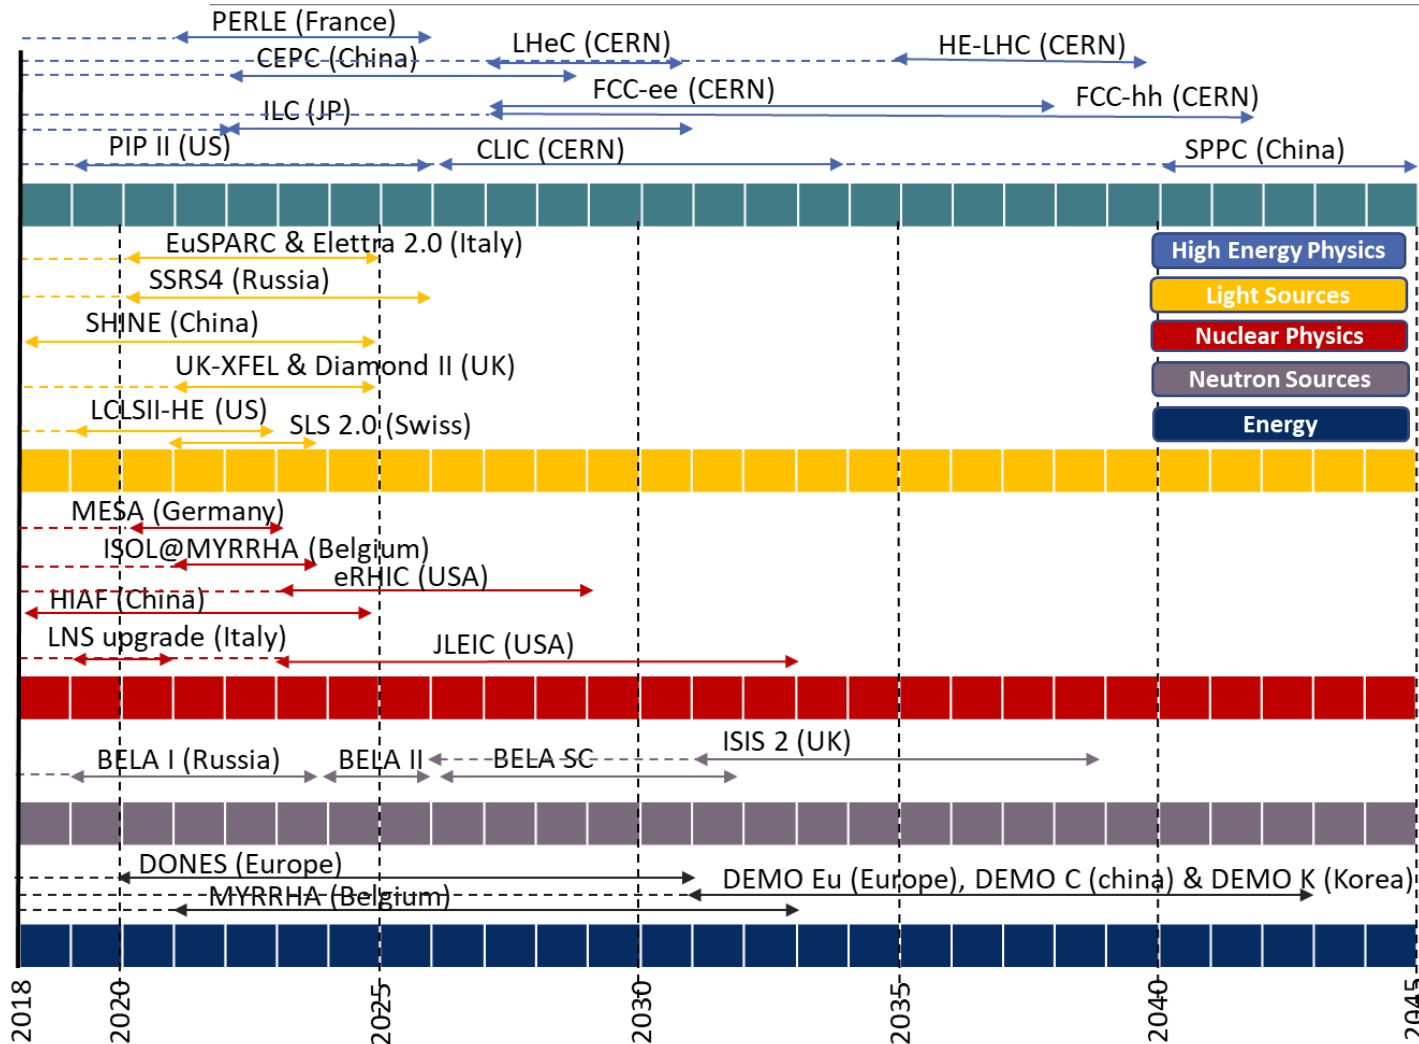 PERLE (France)
LHeC (CERN)
HE-LHC (CERN)
CEPC (China)
FCC-ee (CERN)
FCC-hh (CERN)
ILC (JP)
PIP II (US)
CLIC (CERN)
SPPC (China)
EuSPARC & Elettra 2.0 (Italy)
High Energy Physics
SSRS4 (Russia)
Light Sources
SHINE (China)
Nuclear Physics
UK-XFEL & Diamond II (UK)
Neutron Sources
LCLSII-HE (US)
SLS 2.0 (Swiss)
Energy
MESA (Germany)
ISOL@MYRRHA (Belgium)
eRHIC (USA)
HIAF (China)
LNS upgrade (Italy)
JLEIC (USA)
ISIS 2 (UK)
BELA I (Russia)
BELA II
BELA SC
DONES (Europe)
DEMO Eu (Europe), DEMO C (china) & DEMO K (Korea)
MYRRHA (Belgium)
2018
2020
2025
2030
2035
2040
2045